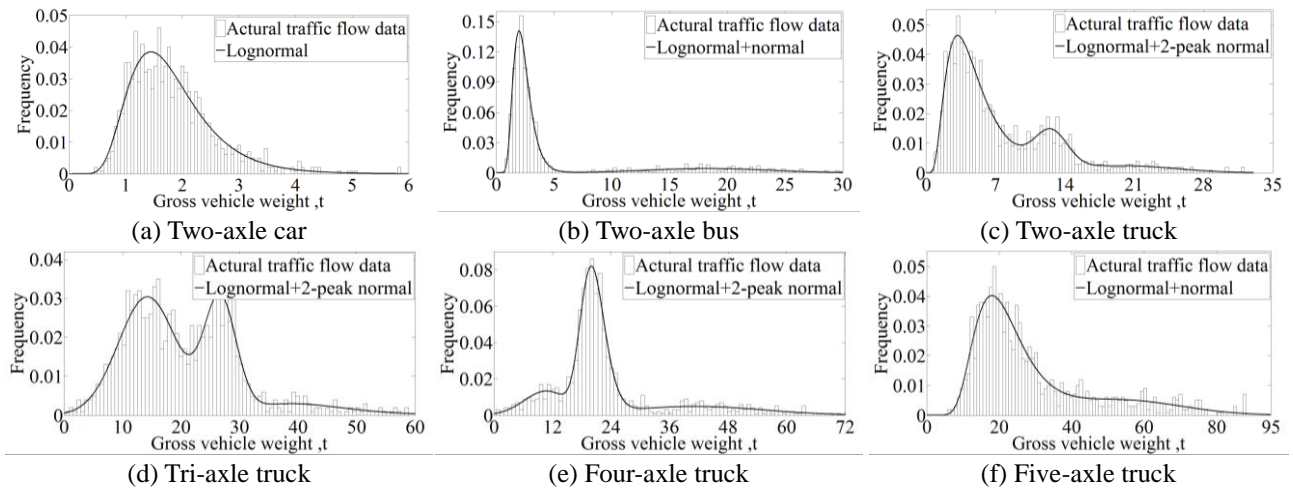 0.05
0.04
0.03
0.02
0.01
0
Frequency
Actural traffic flow data
Lognormal
0 1 2 3 4 5 6
Gross vehicle weight ,t
(a) Two-axle car
0.15
0.12
0.09
0.06
0.03
0
Frequency
Actural traffic flow data
Lognormal+normal
0 5 10 15 20 25 30
Gross vehicle weight ,t
(b) Two-axle bus
0.05
0.04
0.03
0.02
0.01
0
Frequency
Actural traffic flow data
Lognormal+2-peak normal
0 7 14 21 28 35
Gross vehicle weight ,t
(c) Two-axle truck
0.04
0.03
0.02
0.01
0
Frequency
Actural traffic flow data
Lognormal+2-peak normal
0 10 20 30 40 50 60
Gross vehicle weight ,t
(d) Tri-axle truck
0.08
0.06
0.04
0.02
0
Frequency
Actural traffic flow data
Lognormal+2-peak normal
0 12 24 36 48 60 72
Gross vehicle weight ,t
(e) Four-axle truck
0.05
0.04
0.03
0.02
0.01
0
Frequency
Actural traffic flow data
Lognormal+normal
0 20 40 60 80 95
Gross vehicle weight ,t
(f) Five-axle truck